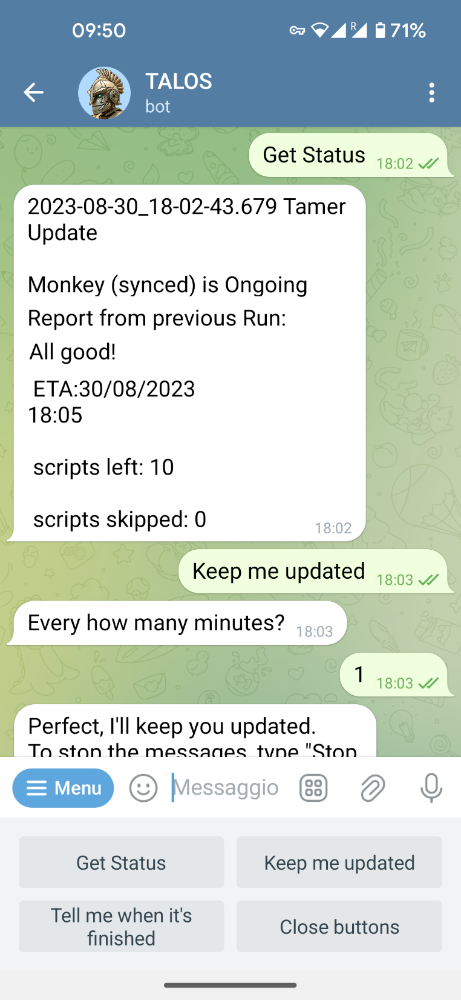 09:50
R
71%
TALOS
bot
Get Status
18:02
2023-08-30_18-02-43.679 Tamer
Update
Monkey (synced) is Ongoing
Report from previous Run:
All good!
ETA:30/08/2023
18:05
scripts left: 10
scripts skipped: 0
18:02
Keep me updated
18:03
Every how many minutes?
18:03
1
18:03
Perfect, I'll keep you updated.
To stop the messages, type "Stop
Menu
Messaggio
Get Status
Keep me updated
Tell me when it's
finished
Close buttons